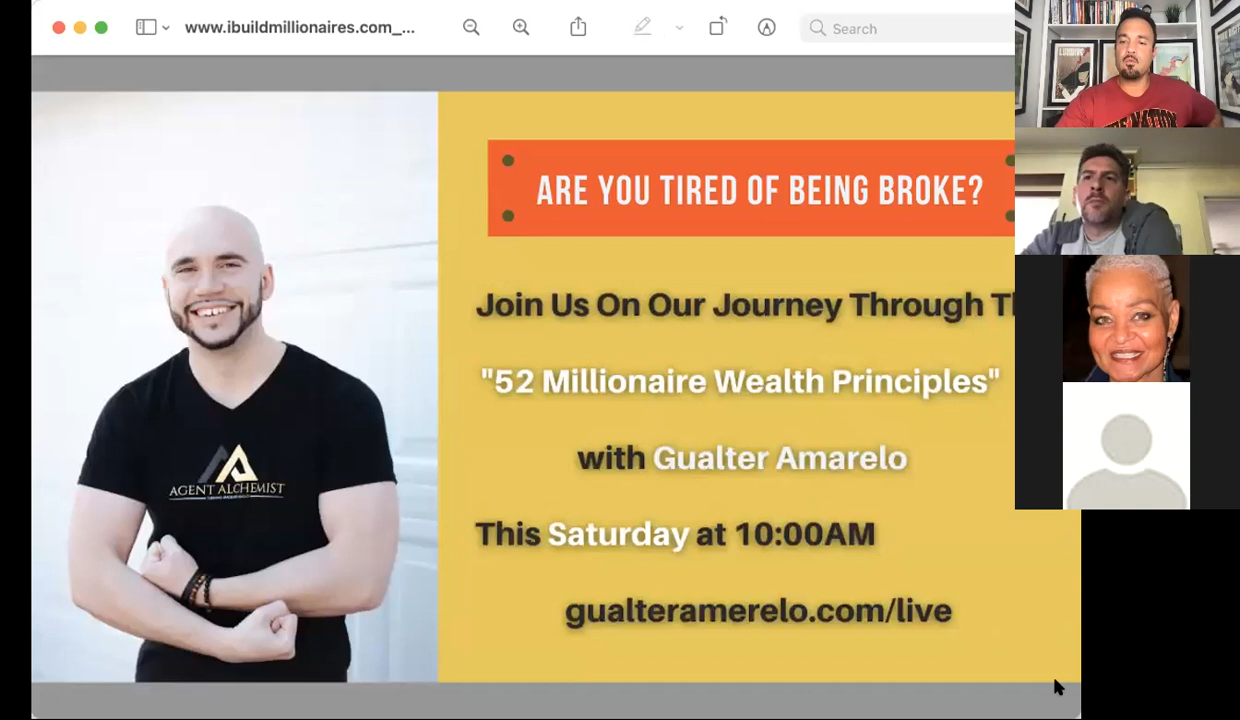 www.ibuildmillionaires.com_...
Search
ARE YOU TIRED OF BEING BROKE?
Join Us On Our Journey Through Th
"52 Millionaire Wealth Principles"
with Gualter Amarelo
This Saturday at 10:00AM
gualteramerelo.com/live
AGENT ALCHEMIST
NATION